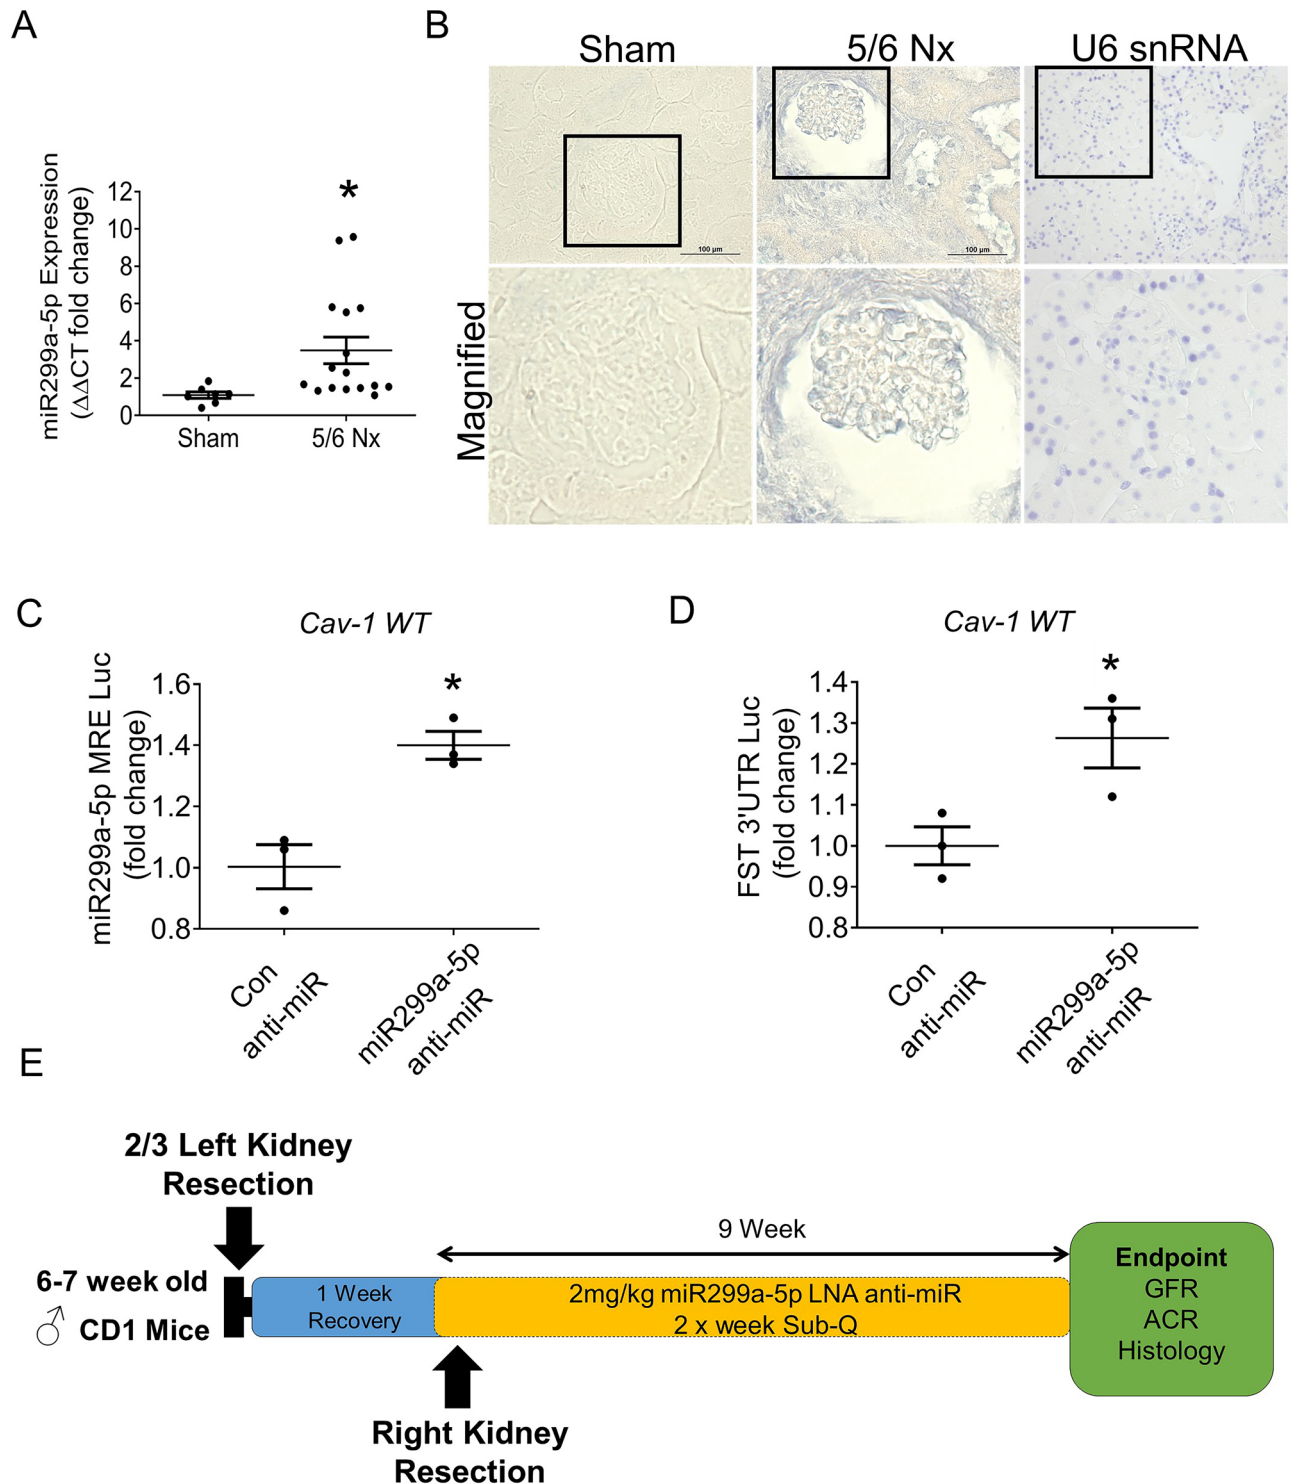 A
miR299a-5p Expression
(ΔΔCT fold change)
12
10
8
6
4
2
0
*
Sham
5/6 Nx
B
Sham
5/6 Nx
U6 snRNA
100 µm
100 µm
Magnified
C
Cav-1 WT
miR299a-5p MRE Luc
(fold change)
1.6
1.4
1.2
1.0
0.8
*
Con
anti-miR
miR299a-5p
anti-miR
D
Cav-1 WT
FST 3'UTR Luc
(fold change)
1.4
1.3
1.2
1.1
1.0
0.9
0.8
*
Con
anti-miR
miR299a-5p
anti-miR
E
2/3 Left Kidney
Resection
6-7 week old
♂ CD1 Mice
1 Week
Recovery
9 Week
2mg/kg miR299a-5p LNA anti-miR
2 x week Sub-Q
Right Kidney
Resection
Endpoint
GFR
ACR
Histology